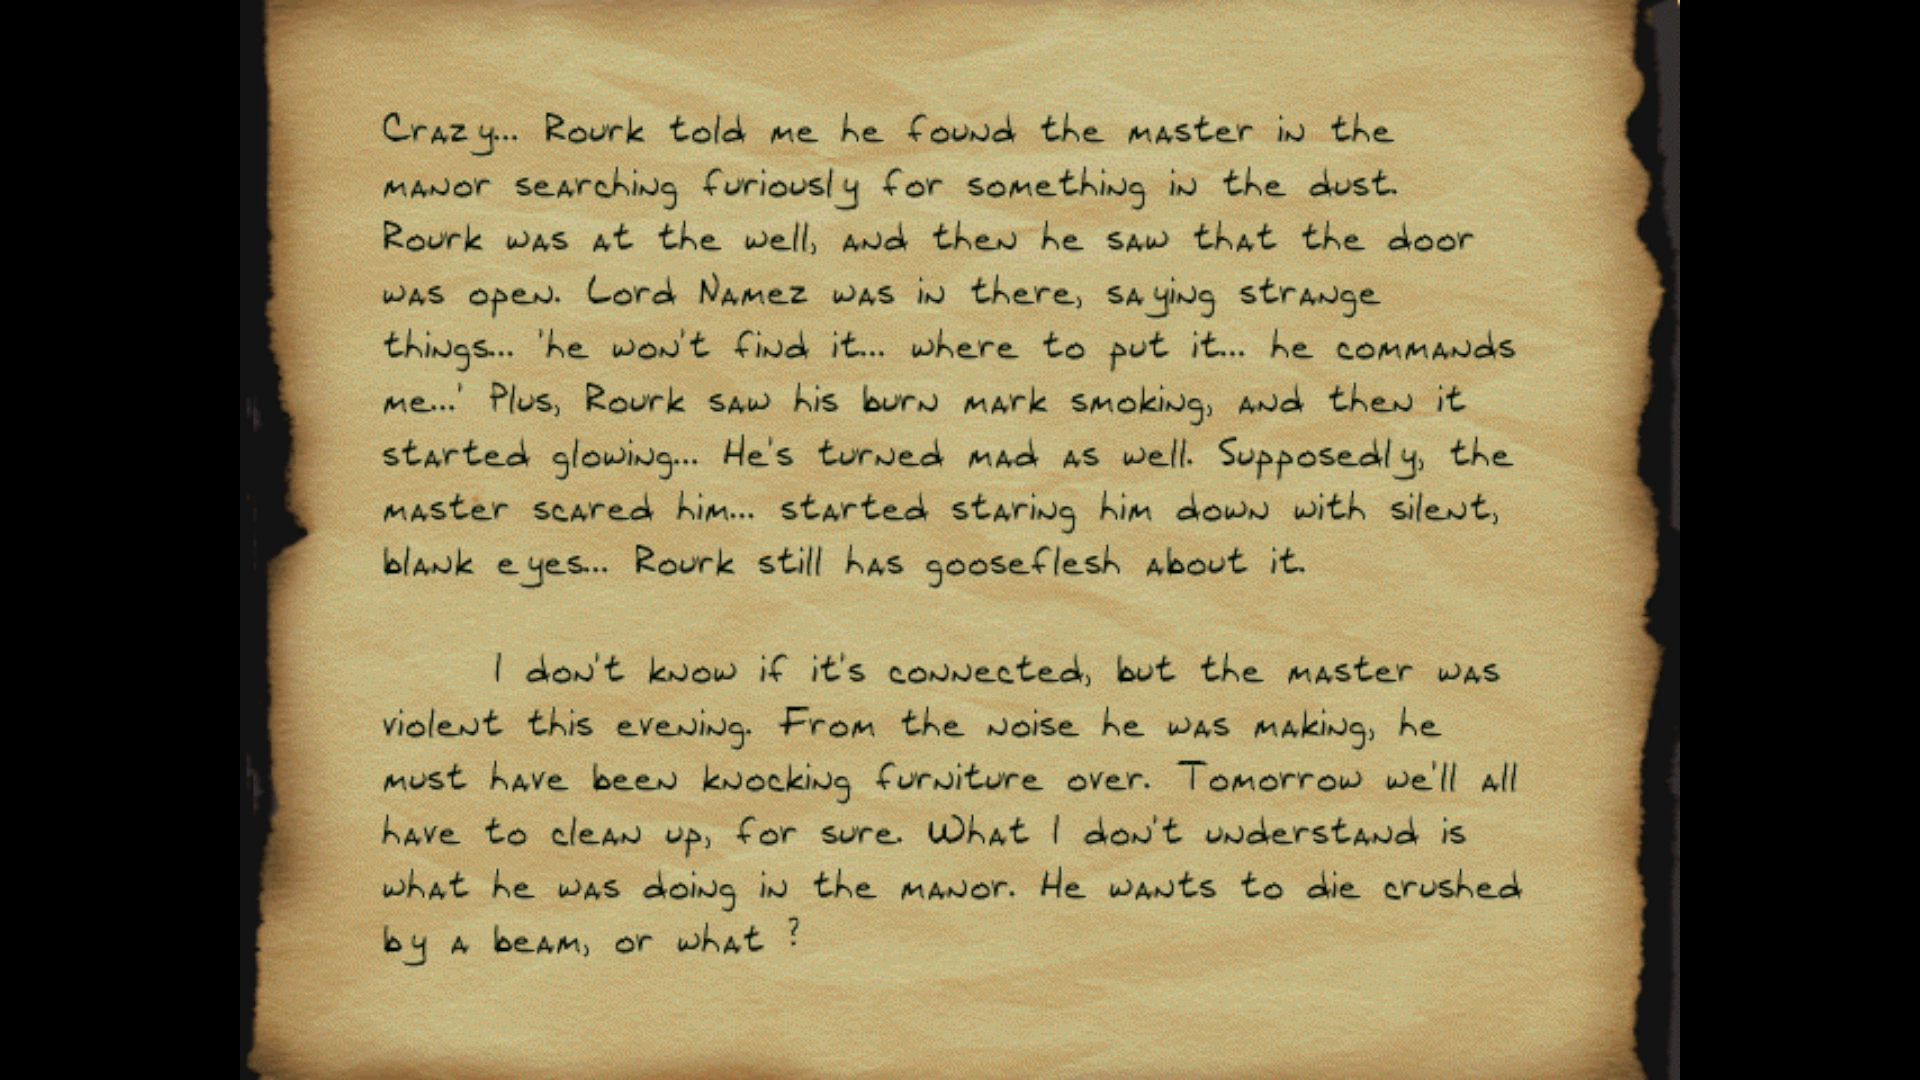 Crazy... Rourk told me he found the master in the
manor searching furiously for something in the dust.
Rourk was at the well, and then he saw that the door
was open. Lord Namez was in there, saying strange
things... 'he won't find it... where to put it... he commands
me...' Plus, Rourk saw his burn mark smoking, and then it
started glowing... He's turned mad as well. Supposedly, the
master scared him... started staring him down with silent,
blank eyes... Rourk still has gooseflesh about it.
I don't know if it's connected, but the master was
violent this evening. From the noise he was making, he
must have been knocking furniture over. Tomorrow we'll all
have to clean up, for sure. What I don't understand is
what he was doing in the manor. He wants to die crushed
by a beam, or what ?